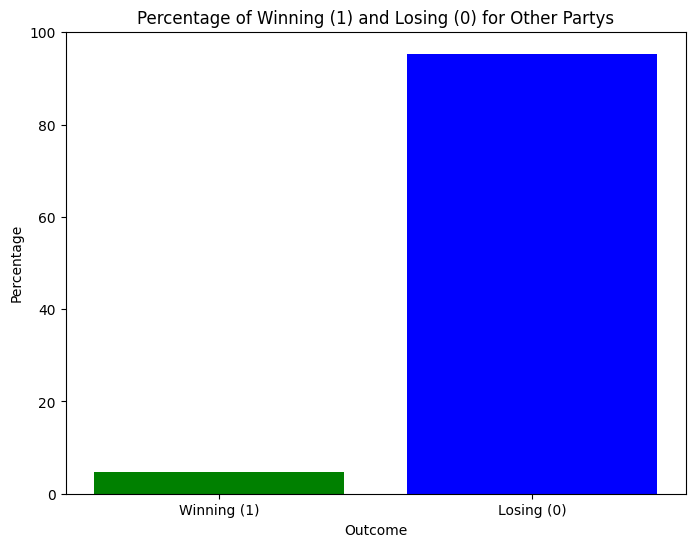 Percentage of Winning (1) and Losing (0) for Other Partys
100
80
60
40
20
0
Percentage
Winning (1)
Losing (0)
Outcome